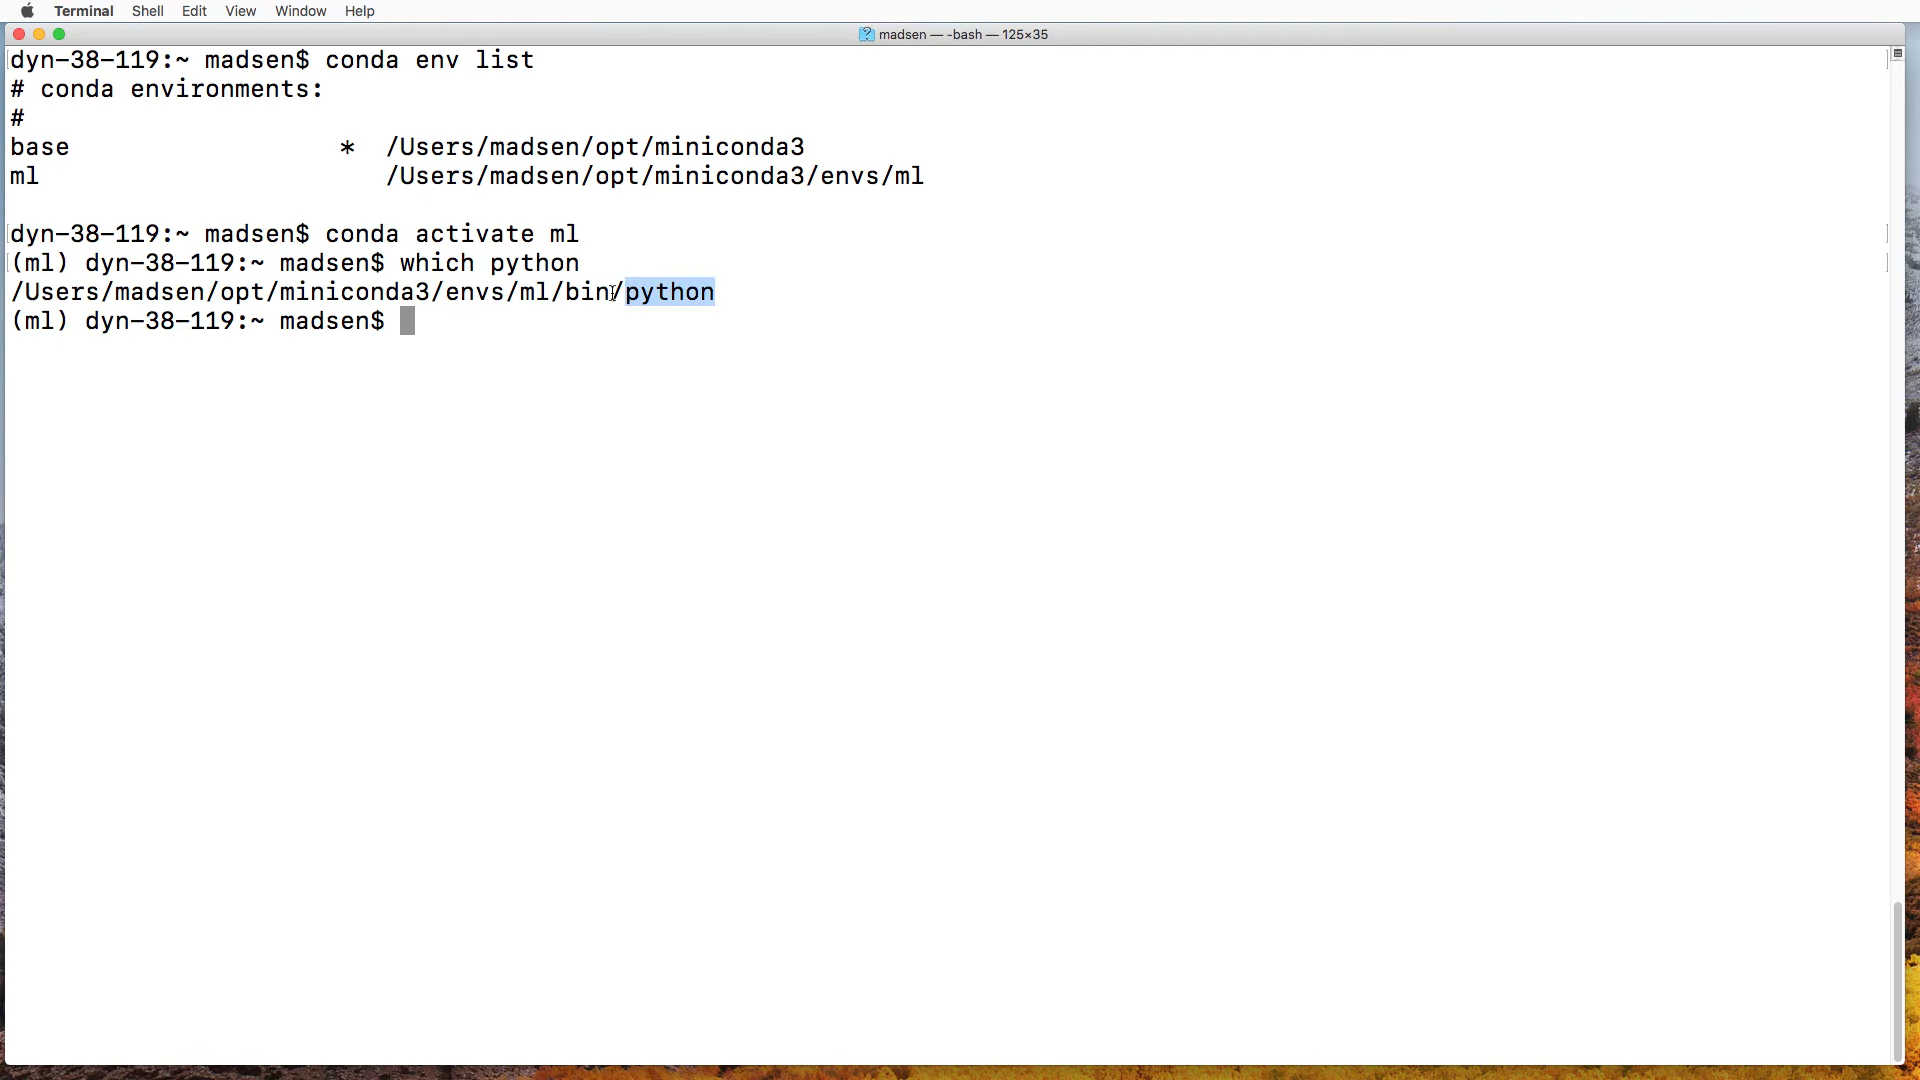 Terminal Shell Edit View Window Help
madsen — -bash — 125×35
dyn-38-119:~ madsen$ conda env list
# conda environments:
#
base * /Users/madsen/opt/miniconda3
ml /Users/madsen/opt/miniconda3/envs/ml
dyn-38-119:~ madsen$ conda activate ml
(ml) dyn-38-119:~ madsen$ which python
/Users/madsen/opt/miniconda3/envs/ml/bin/python
(ml) dyn-38-119:~ madsen$